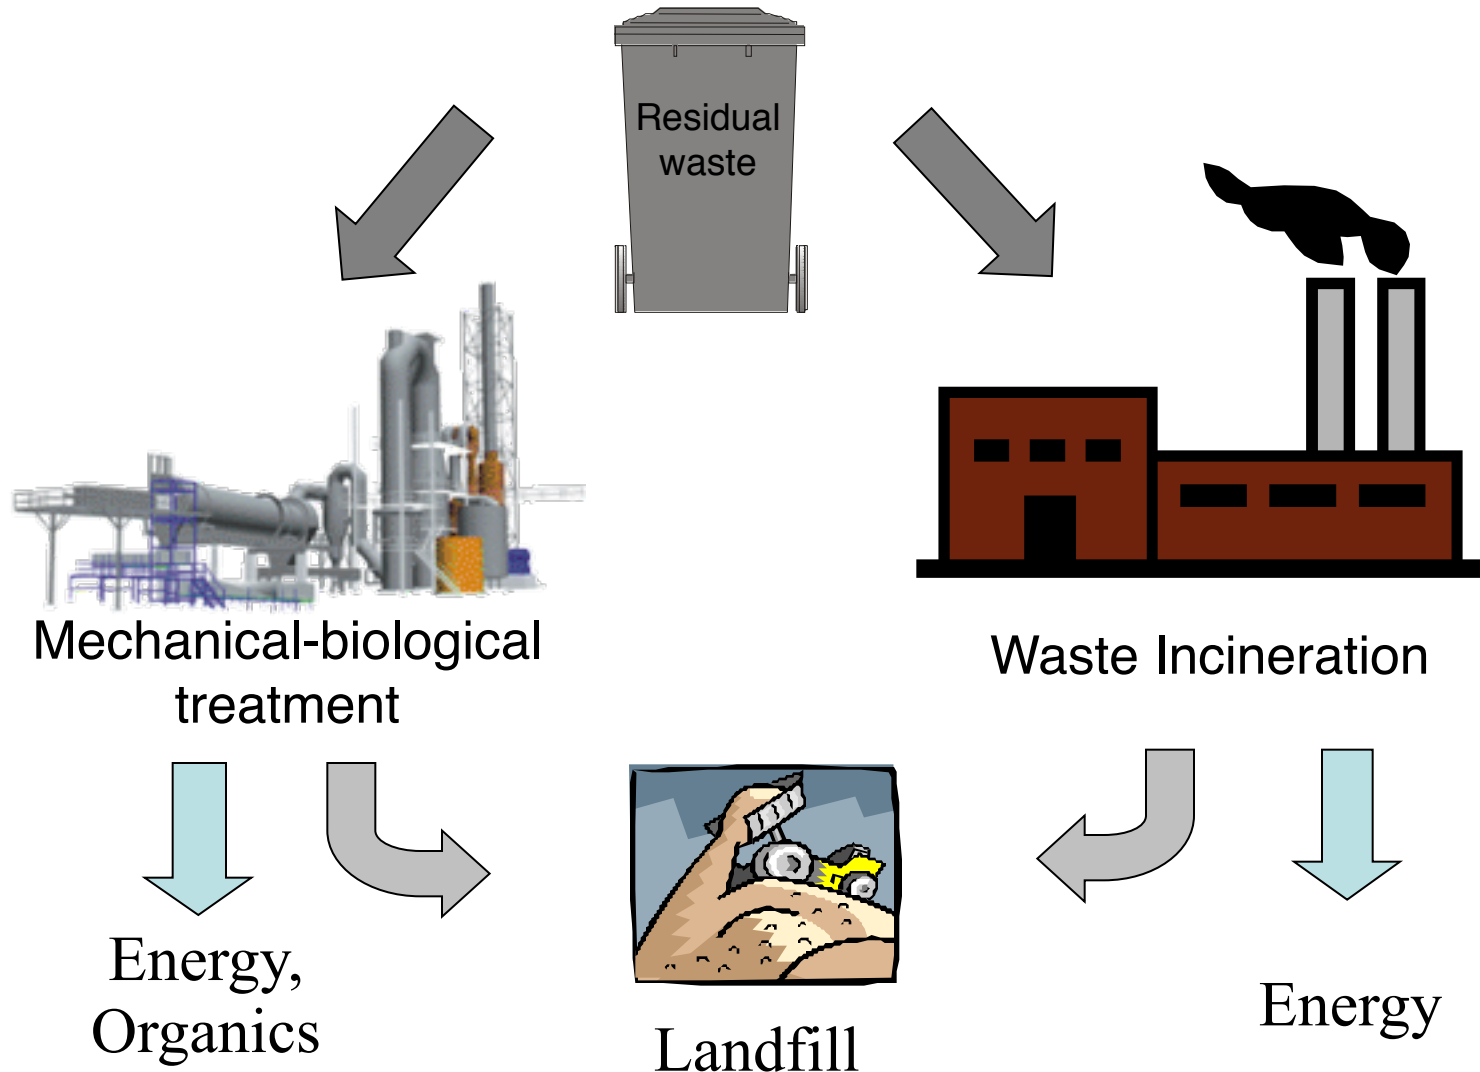 Residual
waste
Mechanical-biological
treatment
Waste Incineration
Energy,
Organics
Landfill
Energy